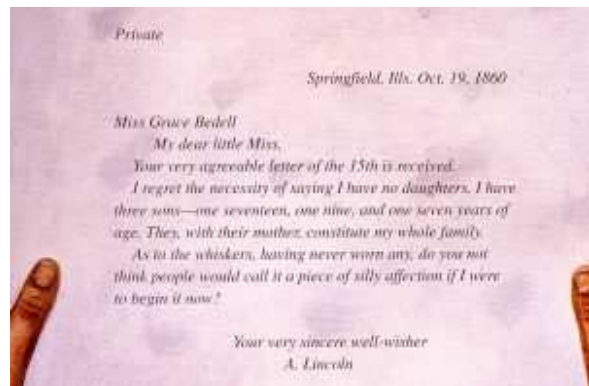 Private
Springfield, Ills. Oct. 19, 1860
Miss Grace Bedell
My dear little Miss,
Your very agreeable letter of the 15th is received.
I regret the necessity of saying I have no daughters. I have
three sons—one seventeen, one nine, and one seven years of
age. They, with their mother, constitute my whole family.
As to the whiskers, having never worn any, do you not
think people would call it a piece of silly affection if I were
to begin it now?
Your very sincere well-wisher
A. Lincoln